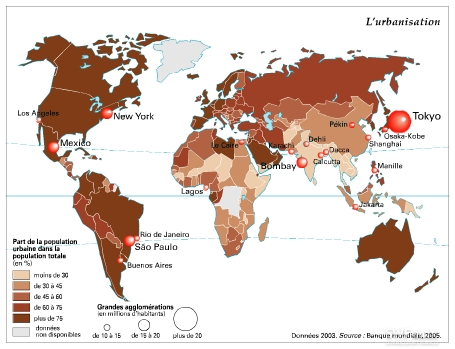 L'urbanisation
Los Angeles
New York
Mexico
Tokyo
Pékin
Osaka-Kobe
Shanghai
Le Caire
Karachi
Dehli
Dacca
Bombay
Calcutta
Manille
Lagos
Jakarta
Rio de Janeiro
São Paulo
Buenos Aires
Part de la population
urbaine dans la
population totale
(en %)
moins de 30
de 30 à 45
de 45 à 60
de 60 à 75
plus de 75
données
non disponibles
Grandes agglomérations
(en millions d'habitants)
de 10 à 15
de 15 à 20
plus de 20
Données 2003. Source : Banque mondiale, 2005.